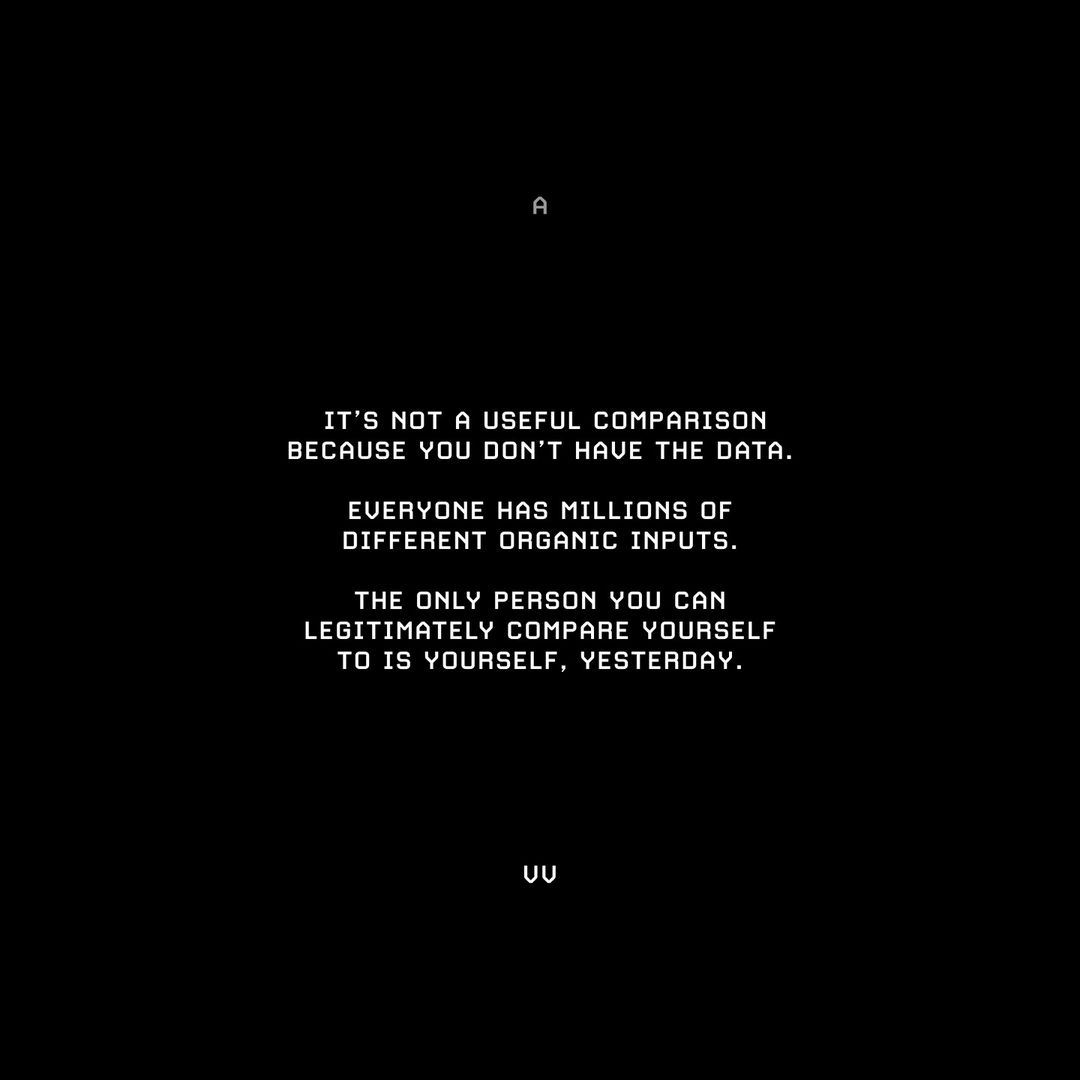 A
IT'S NOT A USEFUL COMPARISON
BECAUSE YOU DON'T HAVE THE DATA.
EVERYONE HAS MILLIONS OF
DIFFERENT ORGANIC INPUTS.
THE ONLY PERSON YOU CAN
LEGITIMATELY COMPARE YOURSELF
TO IS YOURSELF, YESTERDAY.
VV